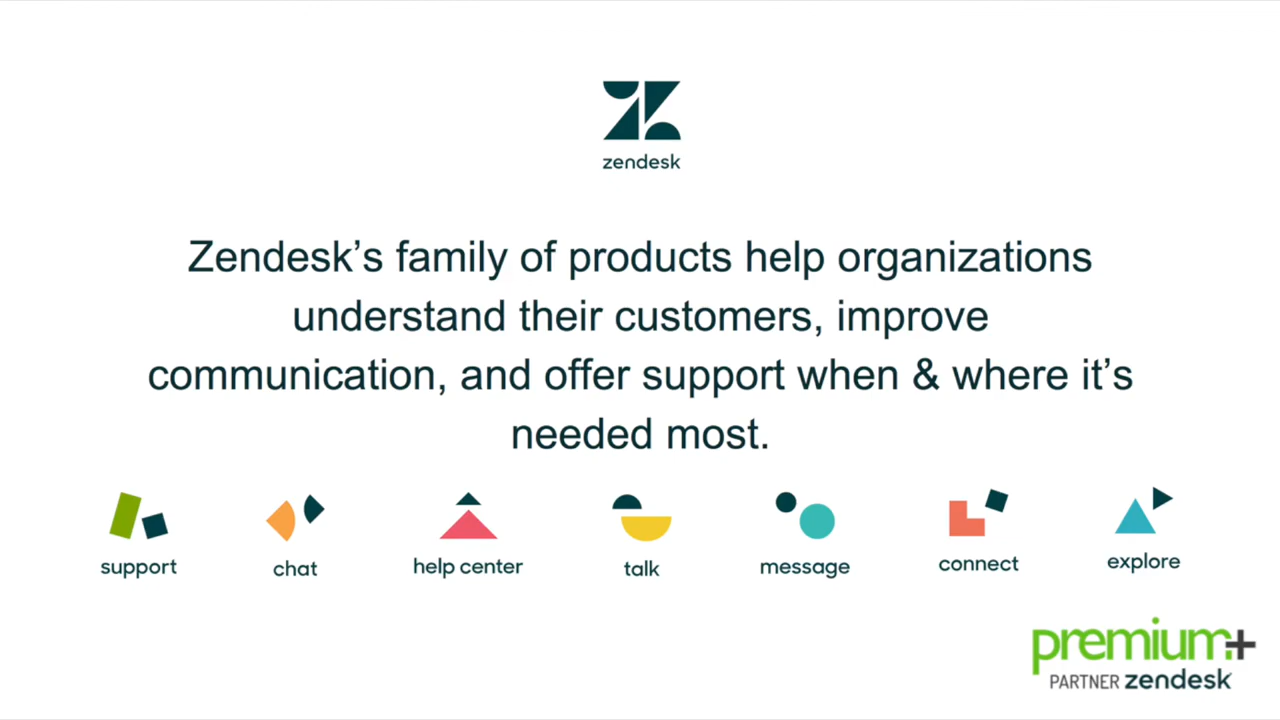 zendesk
Zendesk’s family of products help organizations
understand their customers, improve
communication, and offer support when & where it’s
needed most.
support chat help center talk message connect explore
premium+
PARTNER zendesk